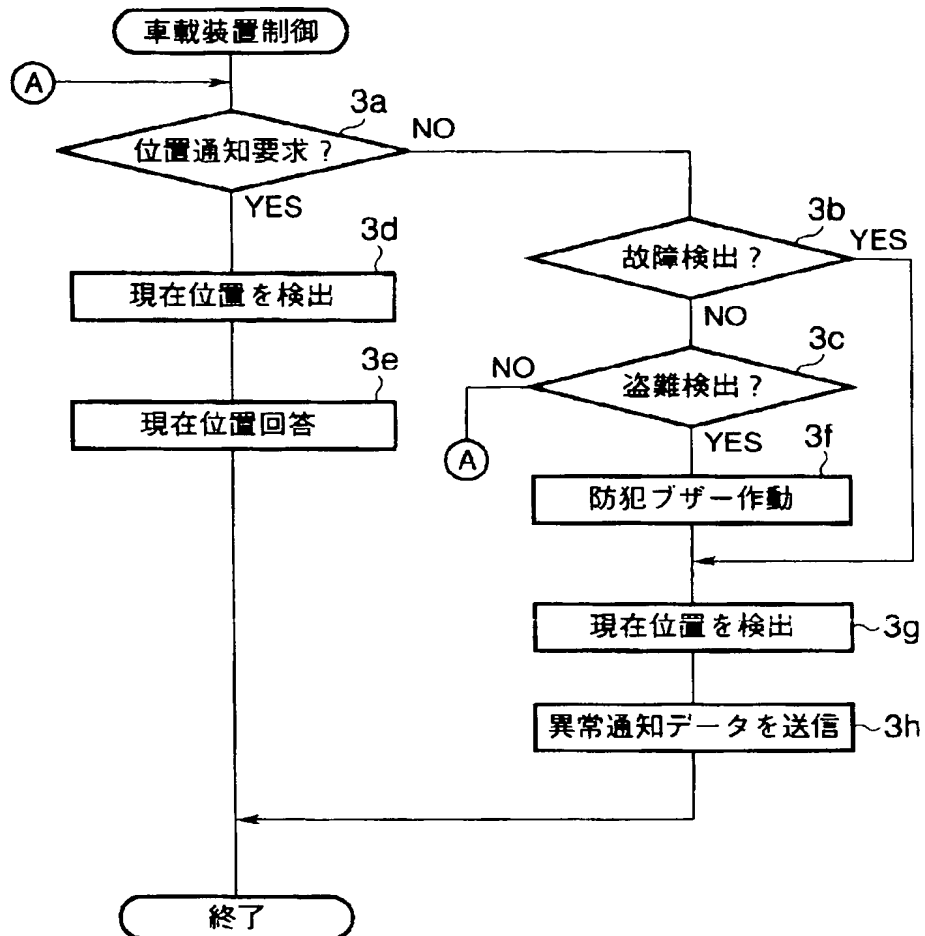 車載装置制御
A
3a
位置通知要求？
NO
YES
3b
故障検出？
YES
NO
3d
現在位置を検出
3c
盗難検出？
NO
YES
A
3e
現在位置回答
3f
防犯ブザー作動
現在位置を検出
3g
異常通知データを送信
3h
終了